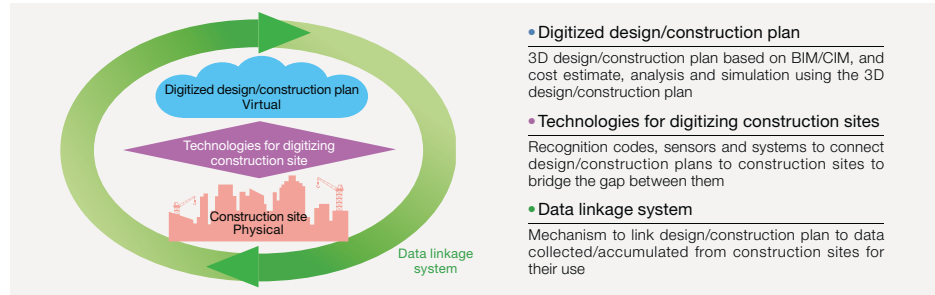 Digitized design/construction plan
Virtual
Technologies for digitizing
construction site
Construction site
Physical
Data linkage
system
• Digitized design/construction plan
3D design/construction plan based on BIM/CIM, and
cost estimate, analysis and simulation using the 3D
design/construction plan
• Technologies for digitizing construction sites
Recognition codes, sensors and systems to connect
design/construction plans to construction sites to
bridge the gap between them
• Data linkage system
Mechanism to link design/construction plan to data
collected/accumulated from construction sites for
their use